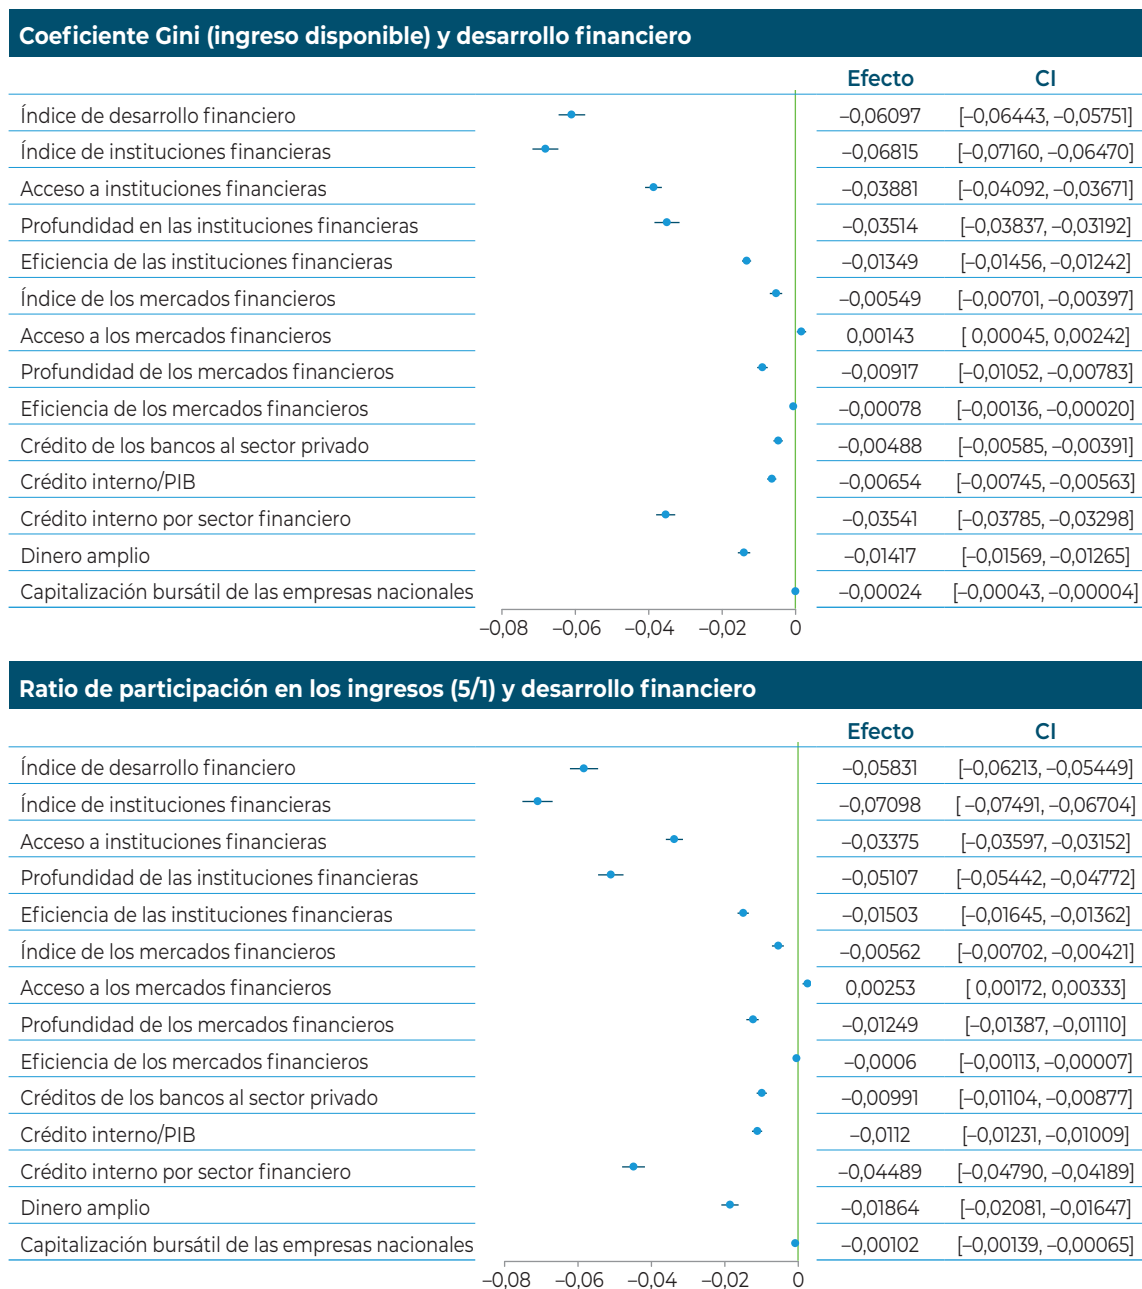 Coeficiente Gini (ingreso disponible) y desarrollo financiero
Efecto CI
Índice de desarrollo financiero –0,06097 [–0,06443, –0,05751]
Índice de instituciones financieras –0,06815 [–0,07160, –0,06470]
Acceso a instituciones financieras –0,03881 [–0,04092, –0,03671]
Profundidad en las instituciones financieras –0,03514 [–0,03837, –0,03192]
Eficiencia de las instituciones financieras –0,01349 [–0,01456, –0,01242]
Índice de los mercados financieros –0,00549 [–0,00701, –0,00397]
Acceso a los mercados financieros 0,00143 [ 0,00045, 0,00242]
Profundidad de los mercados financieros –0,00917 [–0,01052, –0,00783]
Eficiencia de los mercados financieros –0,00078 [–0,00136, –0,00020]
Crédito de los bancos al sector privado –0,00488 [–0,00585, –0,00391]
Crédito interno/PIB –0,00654 [–0,00745, –0,00563]
Crédito interno por sector financiero –0,03541 [–0,03785, –0,03298]
Dinero amplio –0,01417 [–0,01569, –0,01265]
Capitalización bursátil de las empresas nacionales –0,00024 [–0,00043, –0,00004]
–0,08 –0,06 –0,04 –0,02 0
Ratio de participación en los ingresos (5/1) y desarrollo financiero
Efecto CI
Índice de desarrollo financiero –0,05831 [–0,06213, –0,05449]
Índice de instituciones financieras –0,07098 [ –0,07491, –0,06704]
Acceso a instituciones financieras –0,03375 [–0,03597, –0,03152]
Profundidad de las instituciones financieras –0,05107 [–0,05442, –0,04772]
Eficiencia de las instituciones financieras –0,01503 [–0,01645, –0,01362]
Índice de los mercados financieros –0,00562 [–0,00702, –0,00421]
Acceso a los mercados financieros 0,00253 [ 0,00172, 0,00333]
Profundidad de los mercados financieros –0,01249 [–0,01387, –0,01110]
Eficiencia de los mercados financieros –0,0006 [–0,00113, –0,00007]
Créditos de los bancos al sector privado –0,00991 [–0,01104, –0,00877]
Crédito interno/PIB –0,0112 [–0,01231, –0,01009]
Crédito interno por sector financiero –0,04489 [–0,04790, –0,04189]
Dinero amplio –0,01864 [–0,02081, –0,01647]
Capitalización bursátil de las empresas nacionales –0,00102 [–0,00139, –0,00065]
–0,08 –0,06 –0,04 –0,02 0